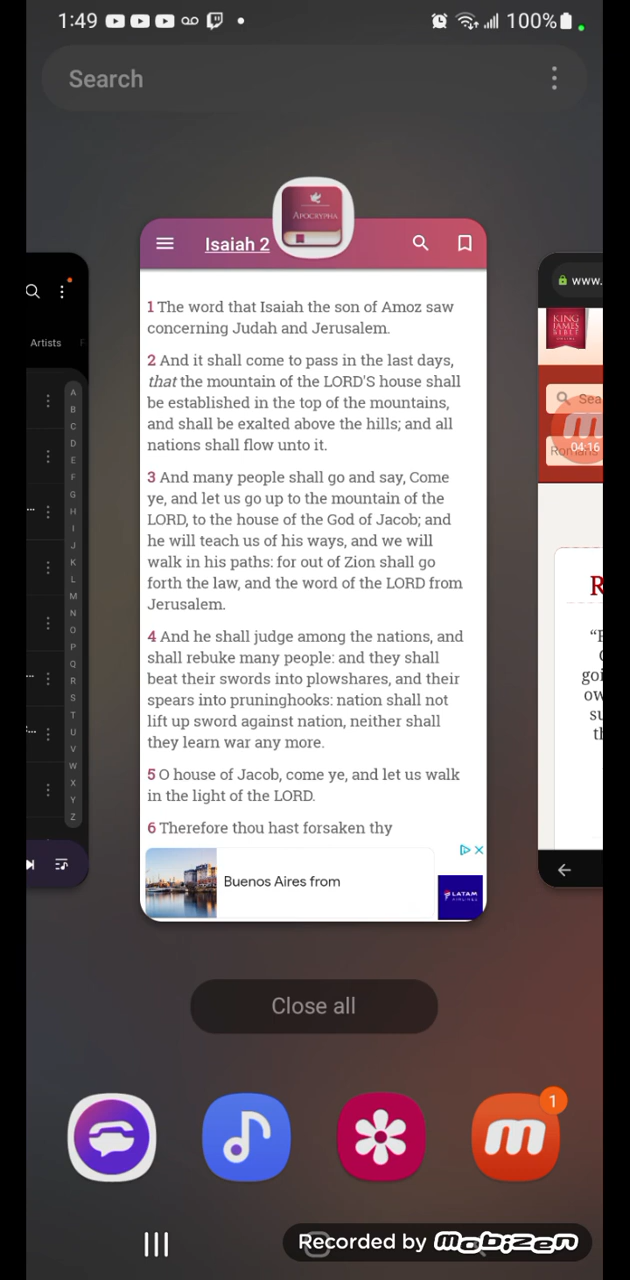 1:49
100%
Search
APOCRYPHA
Isaiah 2
1 The word that Isaiah the son of Amoz saw
concerning Judah and Jerusalem.
2 And it shall come to pass in the last days,
that the mountain of the LORD'S house shall
be established in the top of the mountains,
and shall be exalted above the hills; and all
nations shall flow unto it.
3 And many people shall go and say, Come
ye, and let us go up to the mountain of the
LORD, to the house of the God of Jacob; and
he will teach us of his ways, and we will
walk in his paths: for out of Zion shall go
forth the law, and the word of the LORD from
Jerusalem.
4 And he shall judge among the nations, and
shall rebuke many people: and they shall
beat their swords into plowshares, and their
spears into pruninghooks: nation shall not
lift up sword against nation, neither shall
they learn war any more.
5 O house of Jacob, come ye, and let us walk
in the light of the LORD.
6 Therefore thou hast forsaken thy
Buenos Aires from
LATAM
AIRLINES
Artists
A
B
C
D
E
F
G
H
I
J
K
L
M
N
O
P
Q
R
S
T
U
V
W
X
Y
Z
www.
KING
JAMES
BIBLE
ONLINE
Sea
04:16
Romans
R
goi
ow
su
th
Close all
1
m
Recorded by mobizen